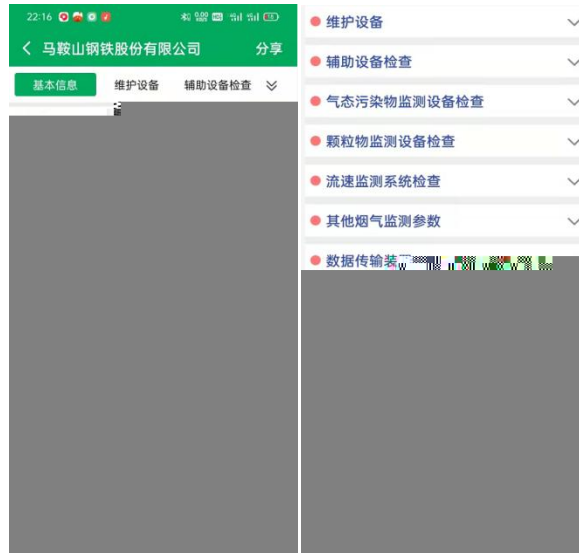 22:16
马鞍山钢铁股份有限公司 分享
基本信息 维护设备 辅助设备检查
维护设备
辅助设备检查
气态污染物监测设备检查
颗粒物监测设备检查
流速监测系统检查
其他烟气监测参数
数据传输装